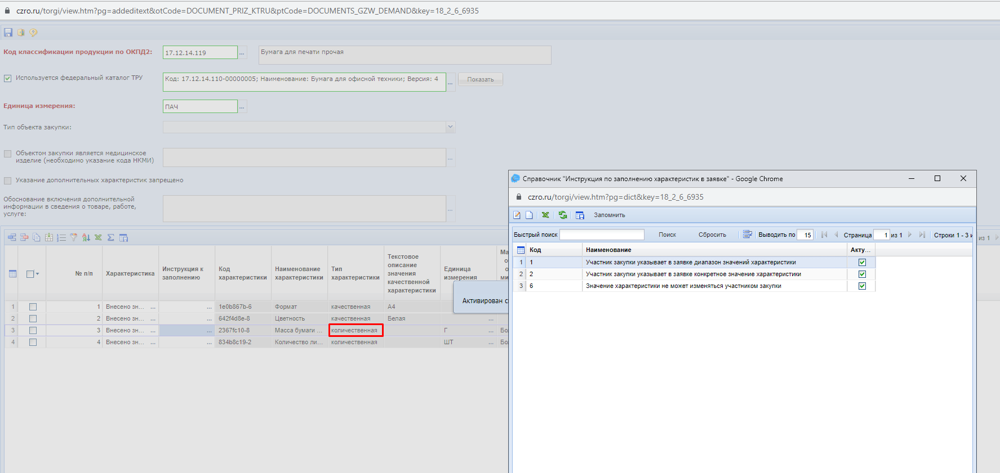 czro.ru/torgi/view.htm?pg=addeditext&otCode=DOCUMENT_PRIZ_KTRU&ptCode=DOCUMENTS_GZW_DEMAND&key=18_2_6_6935
Код классификации продукции по ОКПД2: 17.12.14.119 ... Бумага для печати прочая
Используется федеральный каталог ТРУ Код: 17.12.14.110-00000005; Наименование: Бумага для офисной техники; Версия: 4 ... Показать
Единица измерения: ПАЧ ...
Тип объекта закупки:
Объектом закупки является медицинское
изделие (необходимо указание кода НКМИ) ...
Указание дополнительных характеристик запрещено
Обоснование включения дополнительной
информации в сведения о товаре, работе,
услуге: ...
№ п/п
Характеристика
Инструкция к
заполнению
Код
характеристики
Наименование
характеристики
Тип
характеристики
Текстовое
описание
значения
качественной
характеристики
Единица
измерения
Ма
о
о
ми
1 1 Внесено зн... ... ... 1e0b867b-6 Формат качественная А4
2 2 Внесено зн... ... ... 642f4d8e-8 Цветность качественная Белая ...
3 3 Внесено зн... ... ... 2367fc10-8 Масса бумаги ... количественная Г ... Бол
4 4 Внесено зн... ... ... 834b8c19-2 Количество ли... количественная ШТ ... Бол
Активирован с
из 1
Справочник "Инструкция по заполнению характеристик в заявке" - Google Chrome
czro.ru/torgi/view.htm?pg=dict&key=18_2_6_6935
Запомнить
Быстрый поиск Поиск Сбросить Выводить по 15 Страница 1 из 1 Строки 1 - 3 и
Код Наименование Акту...
1 1 Участник закупки указывает в заявке диапазон значений характеристики
2 2 Участник закупки указывает в заявке конкретное значение характеристики
3 6 Значение характеристики не может изменяться участником закупки